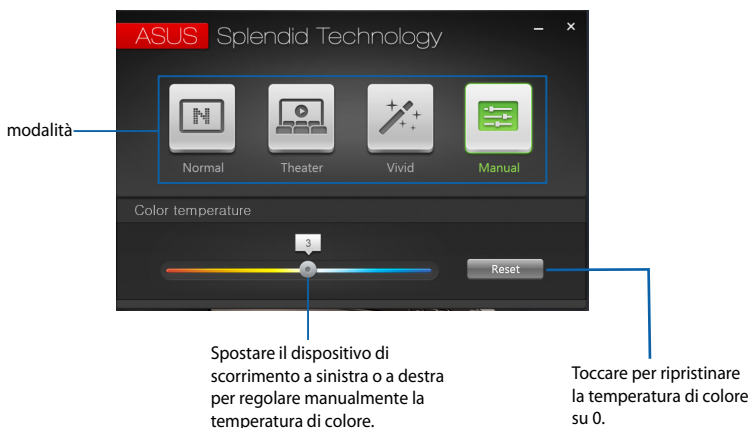 ASUS Splendid Technology
modalità
Normal Theater Vivid Manual
Color temperature
3
Reset
Spostare il dispositivo di
scorrimento a sinistra o a destra
per regolare manualmente la
temperatura di colore.
Toccare per ripristinare
la temperatura di colore
su 0.